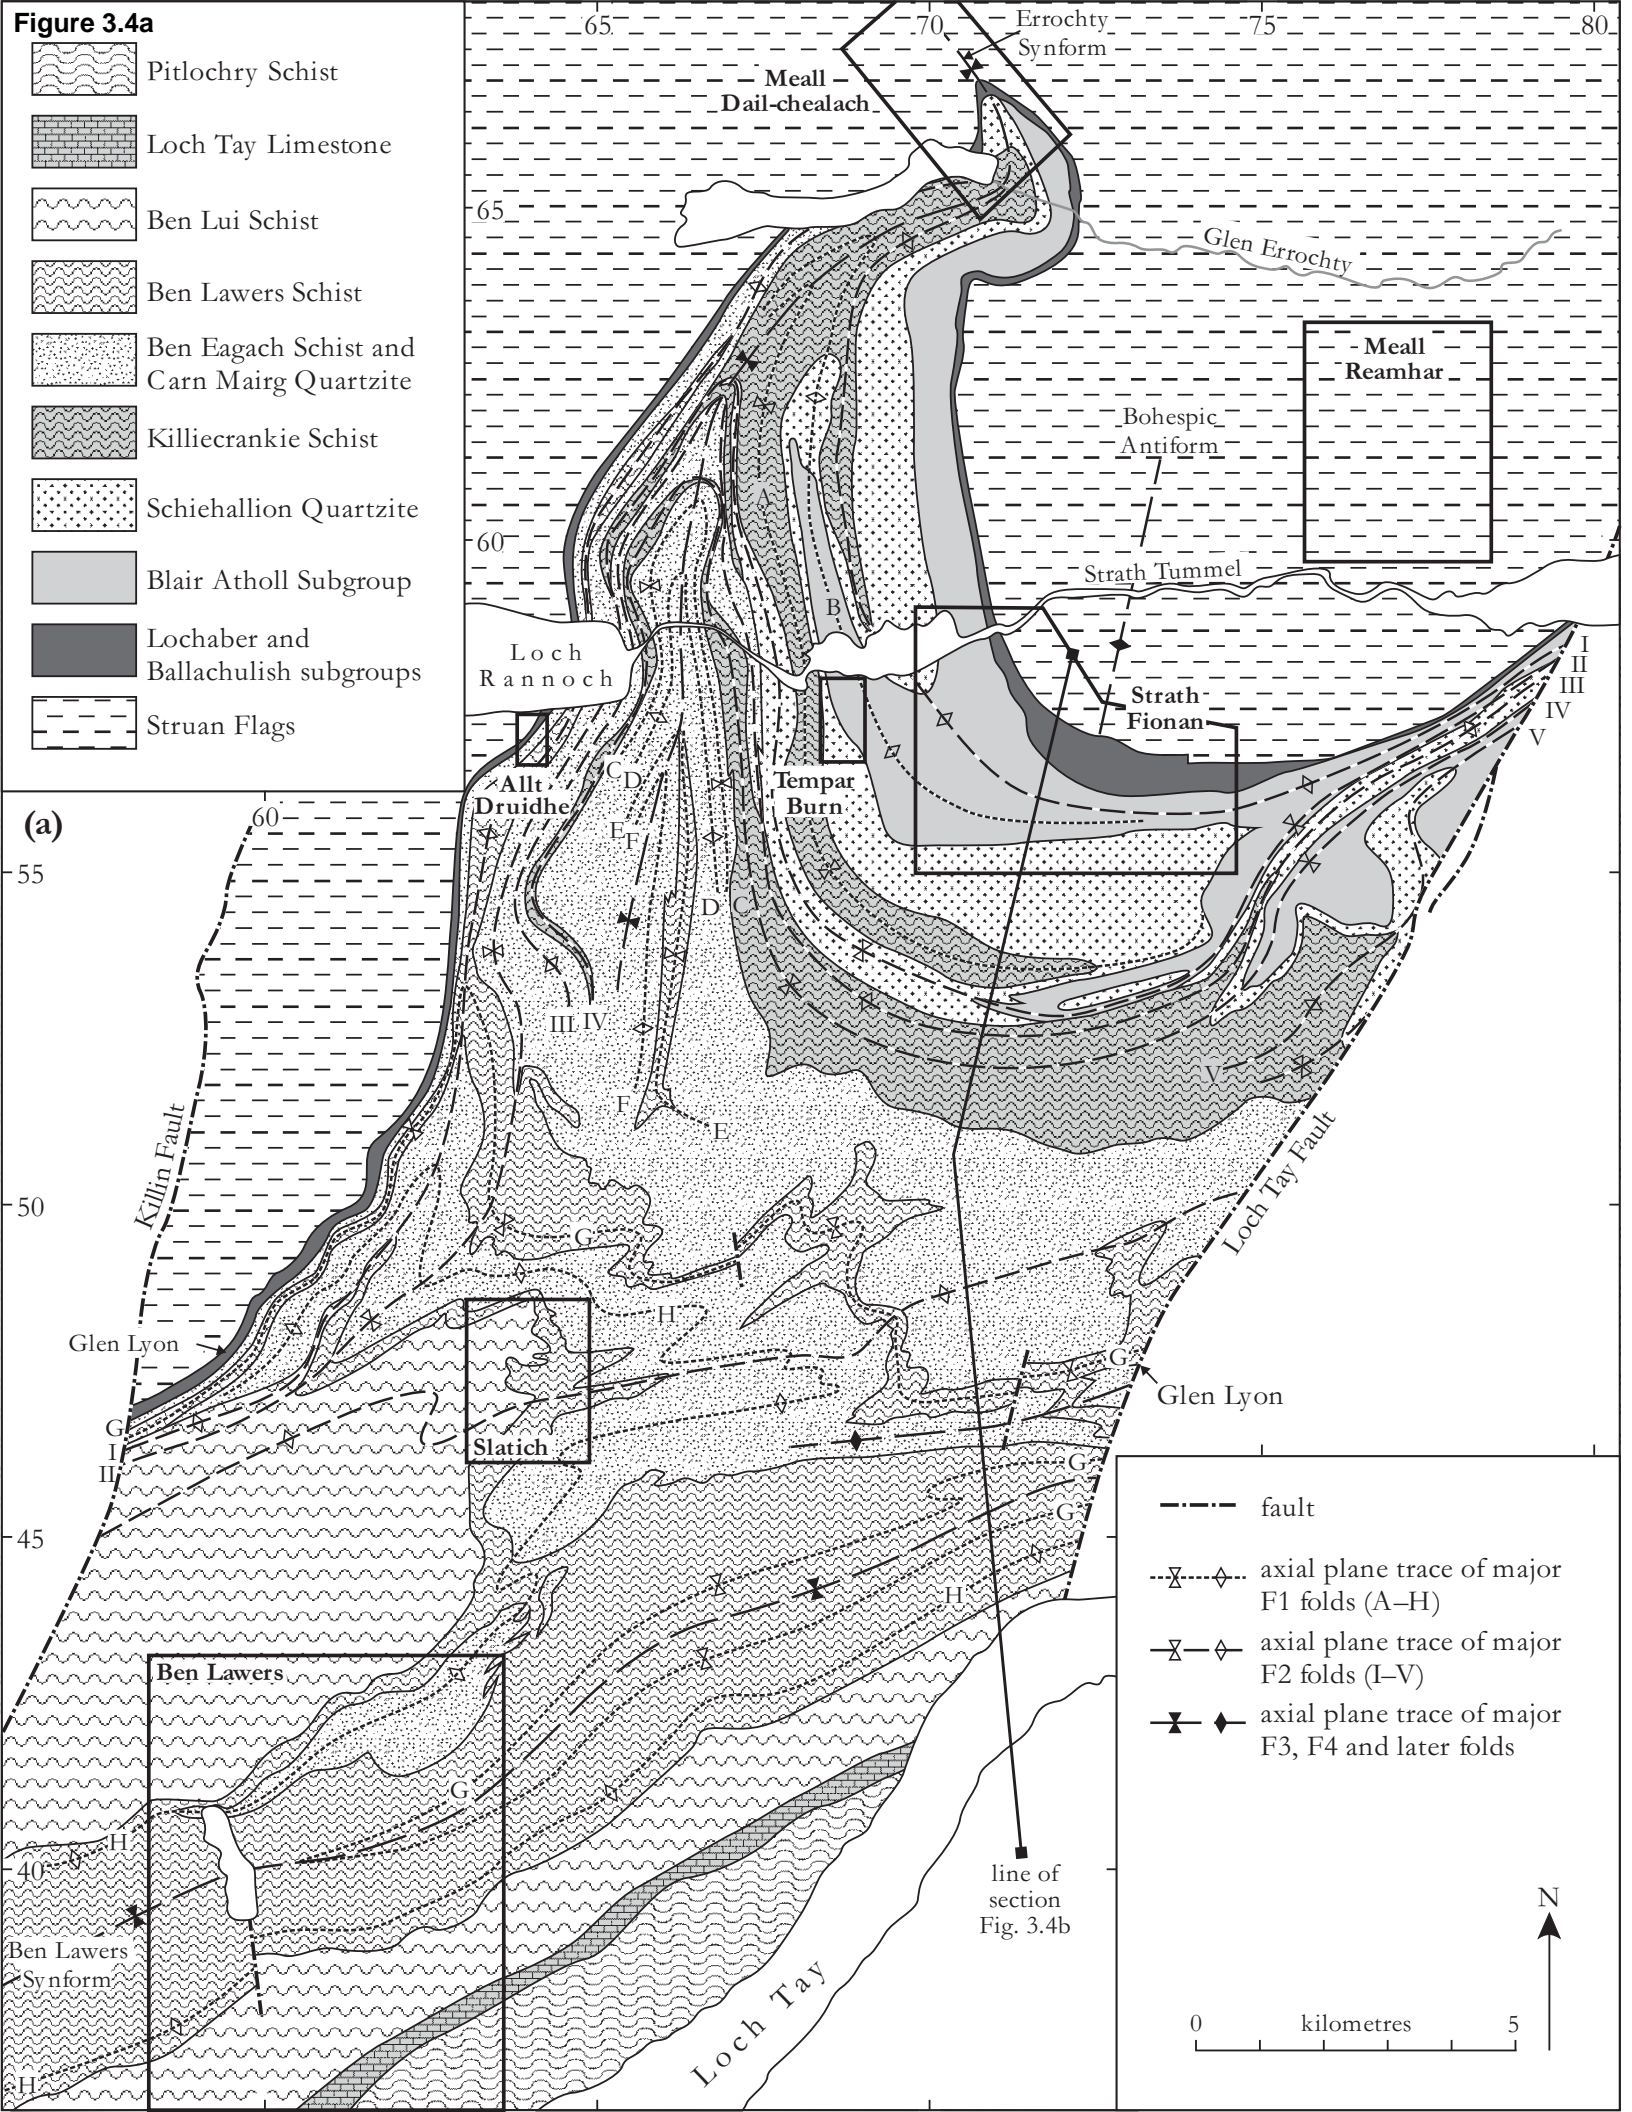 Figure 3.4a
Pitlochry Schist
Loch Tay Limestone
Ben Lui Schist
Ben Lawers Schist
Ben Eagach Schist and
Carn Mairg Quartzite
Killiecrankie Schist
Schiehallion Quartzite
Blair Atholl Subgroup
Lochaber and
Ballachulish subgroups
Struan Flags
(a)
65
70
75
80
Errochty
Synform
Meall
Dail-chealach
65
Glen Errochty
Meall
Reamhar
Bohespic
Antiform
A
60
Strath Tummel
B
Loch
Rannoch
I
II
III
IV
V
Strath
Fionan
Allt
Druidhe
Tempar
Burn
C
D
E
F
60
55
D
C
III
IV
F
E
V
Killin Fault
Loch Tay Fault
50
G
H
Glen Lyon
G
Glen Lyon
G
I
II
Slatich
G
G
45
H
Ben Lawers
G
H
40
Ben Lawers
Synform
H
line of
section
Fig. 3.4b
Loch Tay
fault
axial plane trace of major
F1 folds (A–H)
axial plane trace of major
F2 folds (I–V)
axial plane trace of major
F3, F4 and later folds
N
0 kilometres 5